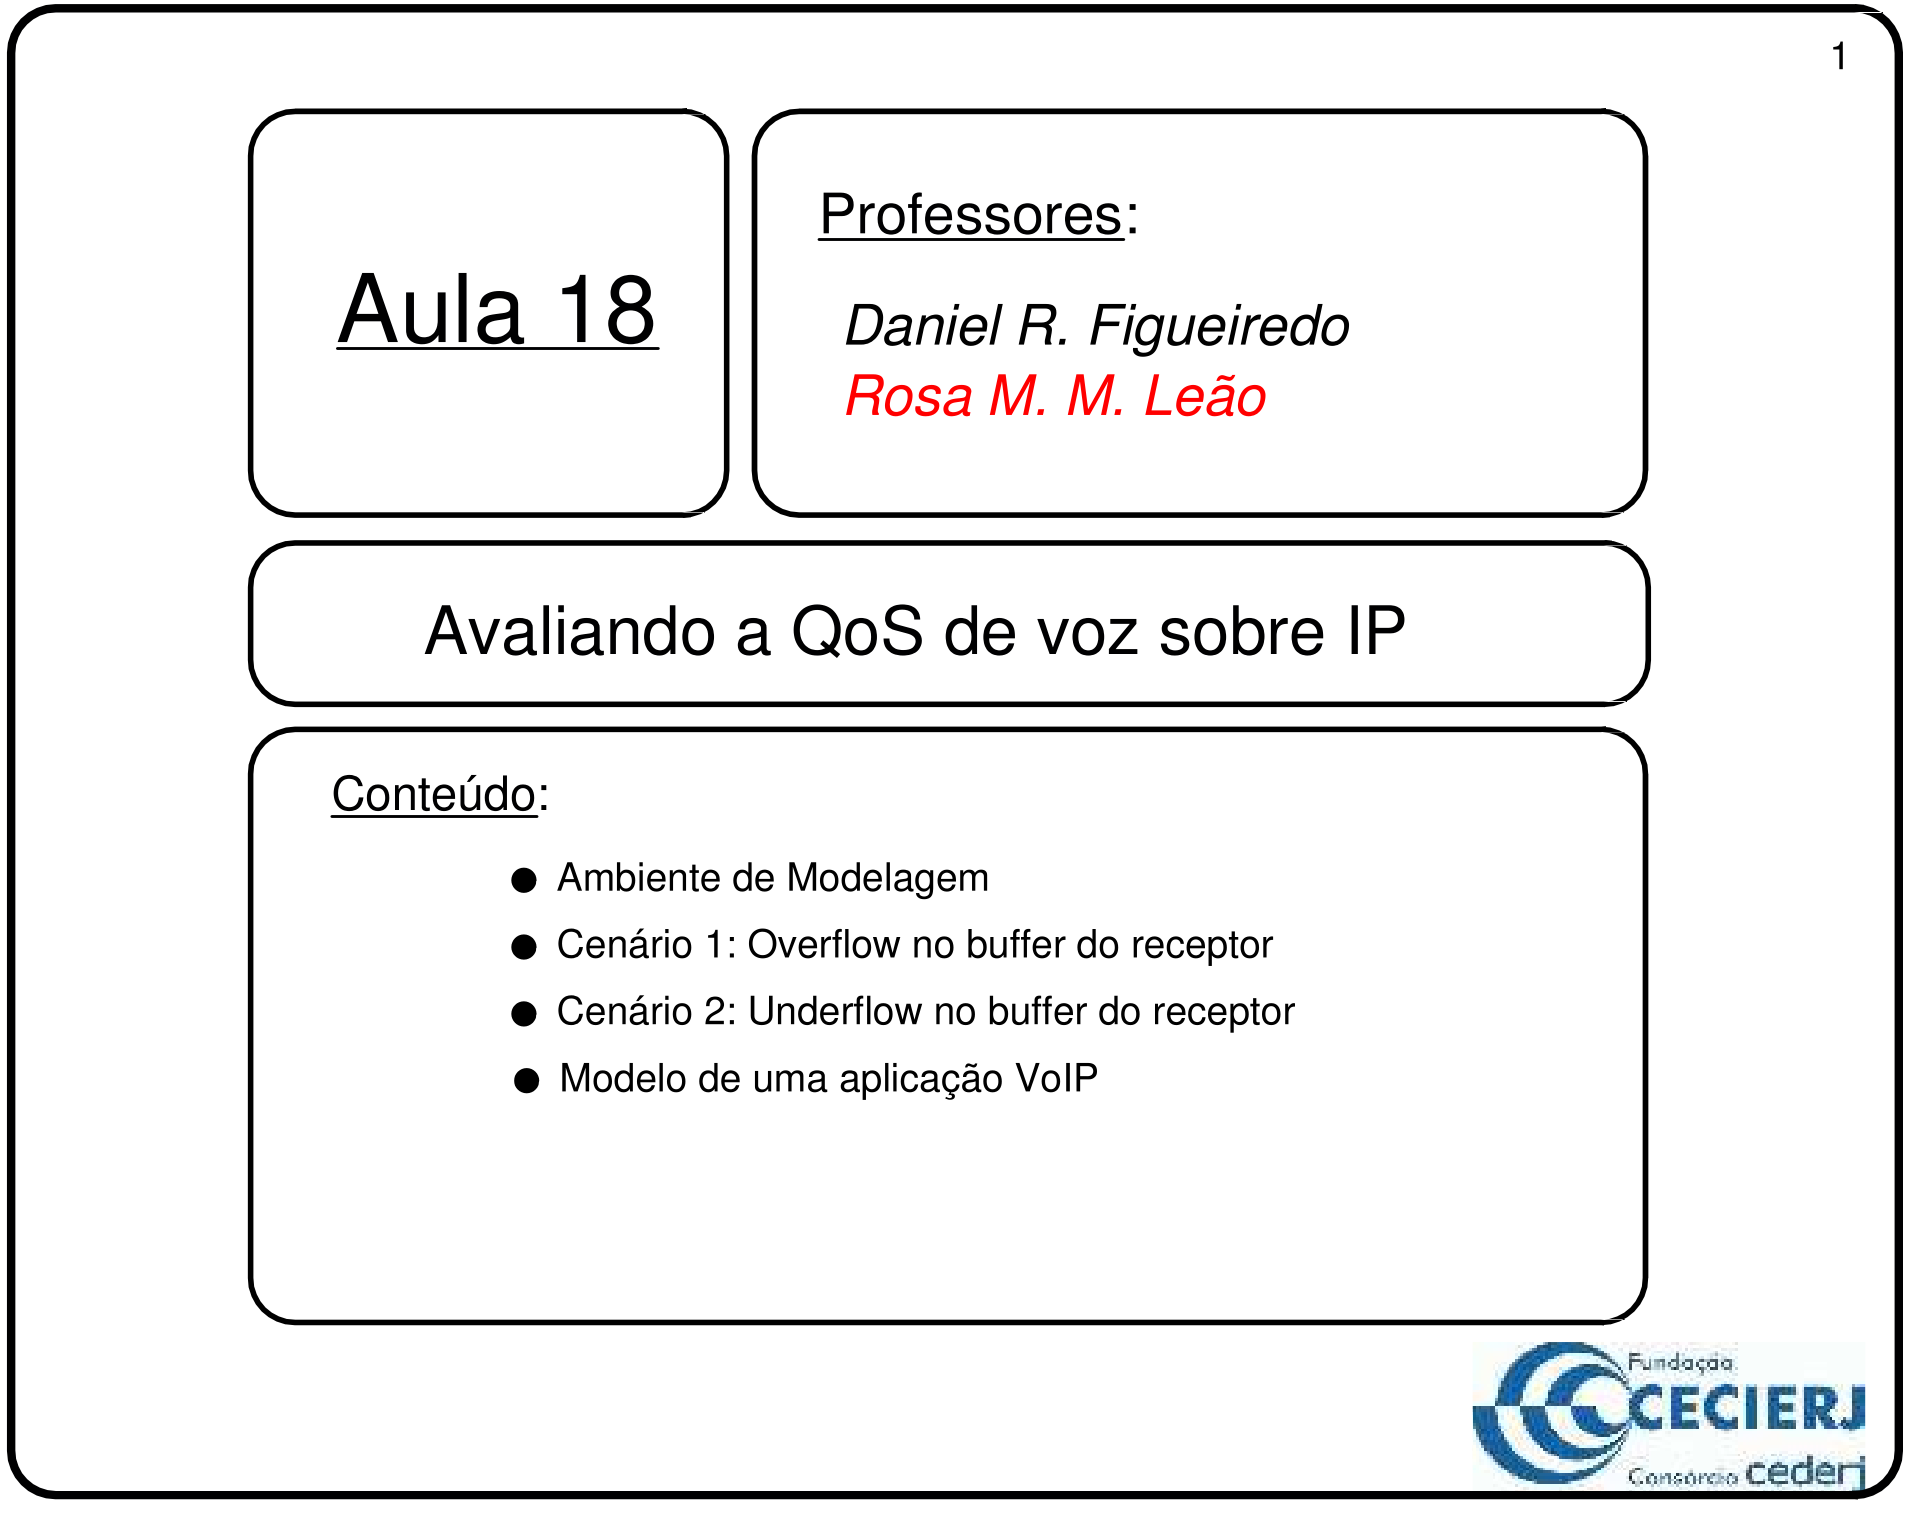 1
Aula 18
Professores:
Daniel R. Figueiredo
Rosa M. M. Leão
Avaliando a QoS de voz sobre IP
Conteúdo:
● Ambiente de Modelagem
● Cenário 1: Overflow no buffer do receptor
● Cenário 2: Underflow no buffer do receptor
● Modelo de uma aplicação VoIP
Fundação
CECIERJ
Consórcio cederj